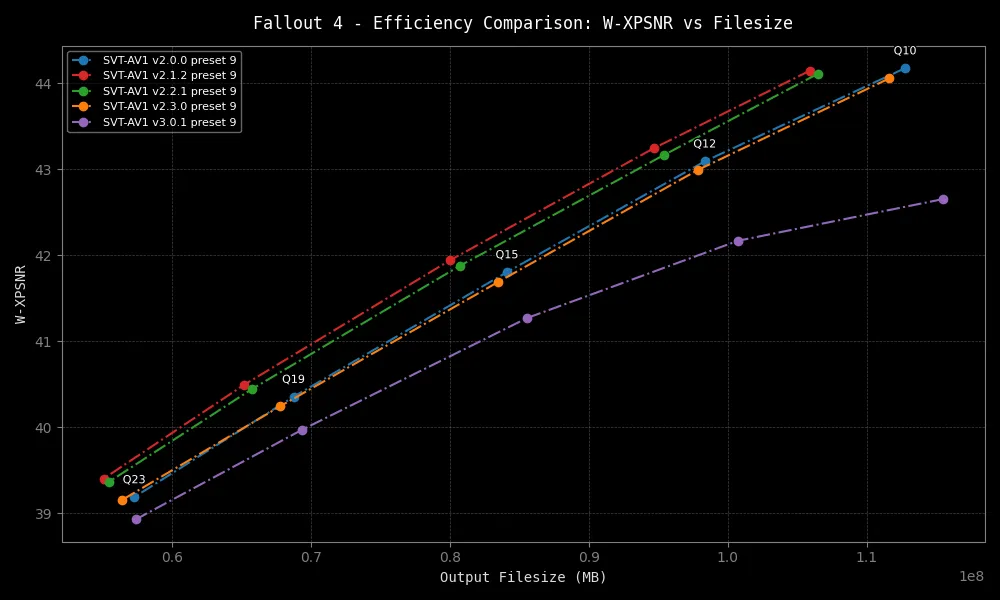 Fallout 4 - Efficiency Comparison: W-XPSNR vs Filesize
SVT-AV1 v2.0.0 preset 9
SVT-AV1 v2.1.2 preset 9
SVT-AV1 v2.2.1 preset 9
SVT-AV1 v2.3.0 preset 9
SVT-AV1 v3.0.1 preset 9
Q10
Q12
Q15
Q19
Q23
W-XPSNR
44
43
42
41
40
39
0.6 0.7 0.8 0.9 1.0 1.1
1e8
Output Filesize (MB)